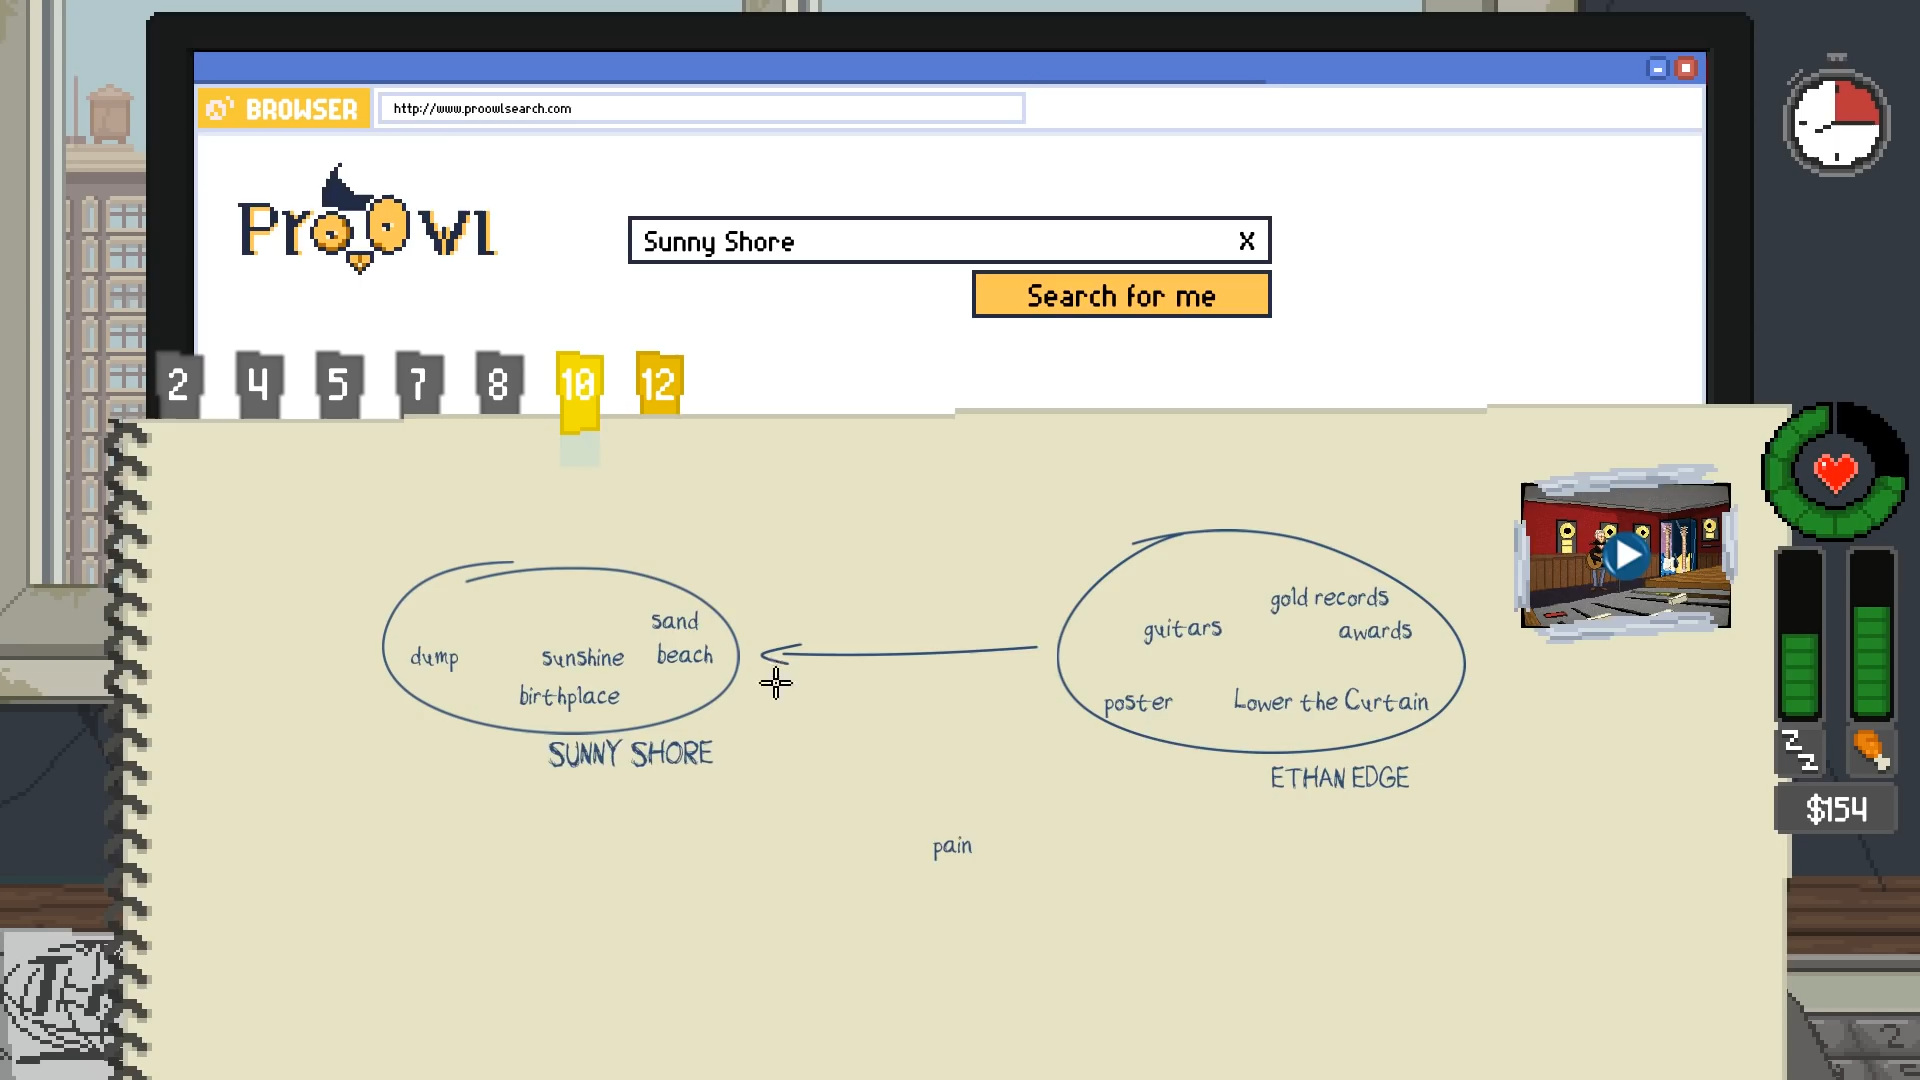 BROWSER
http://www.proowlsearch.com
PrOOwl
Sunny Shore X
Search for me
2 4 5 7 8 10 12
gold records
sand
guitars
awards
dump
sunshine
beach
birthplace
poster
Lower the Curtain
SUNNY SHORE
ETHAN EDGE
$154
pain